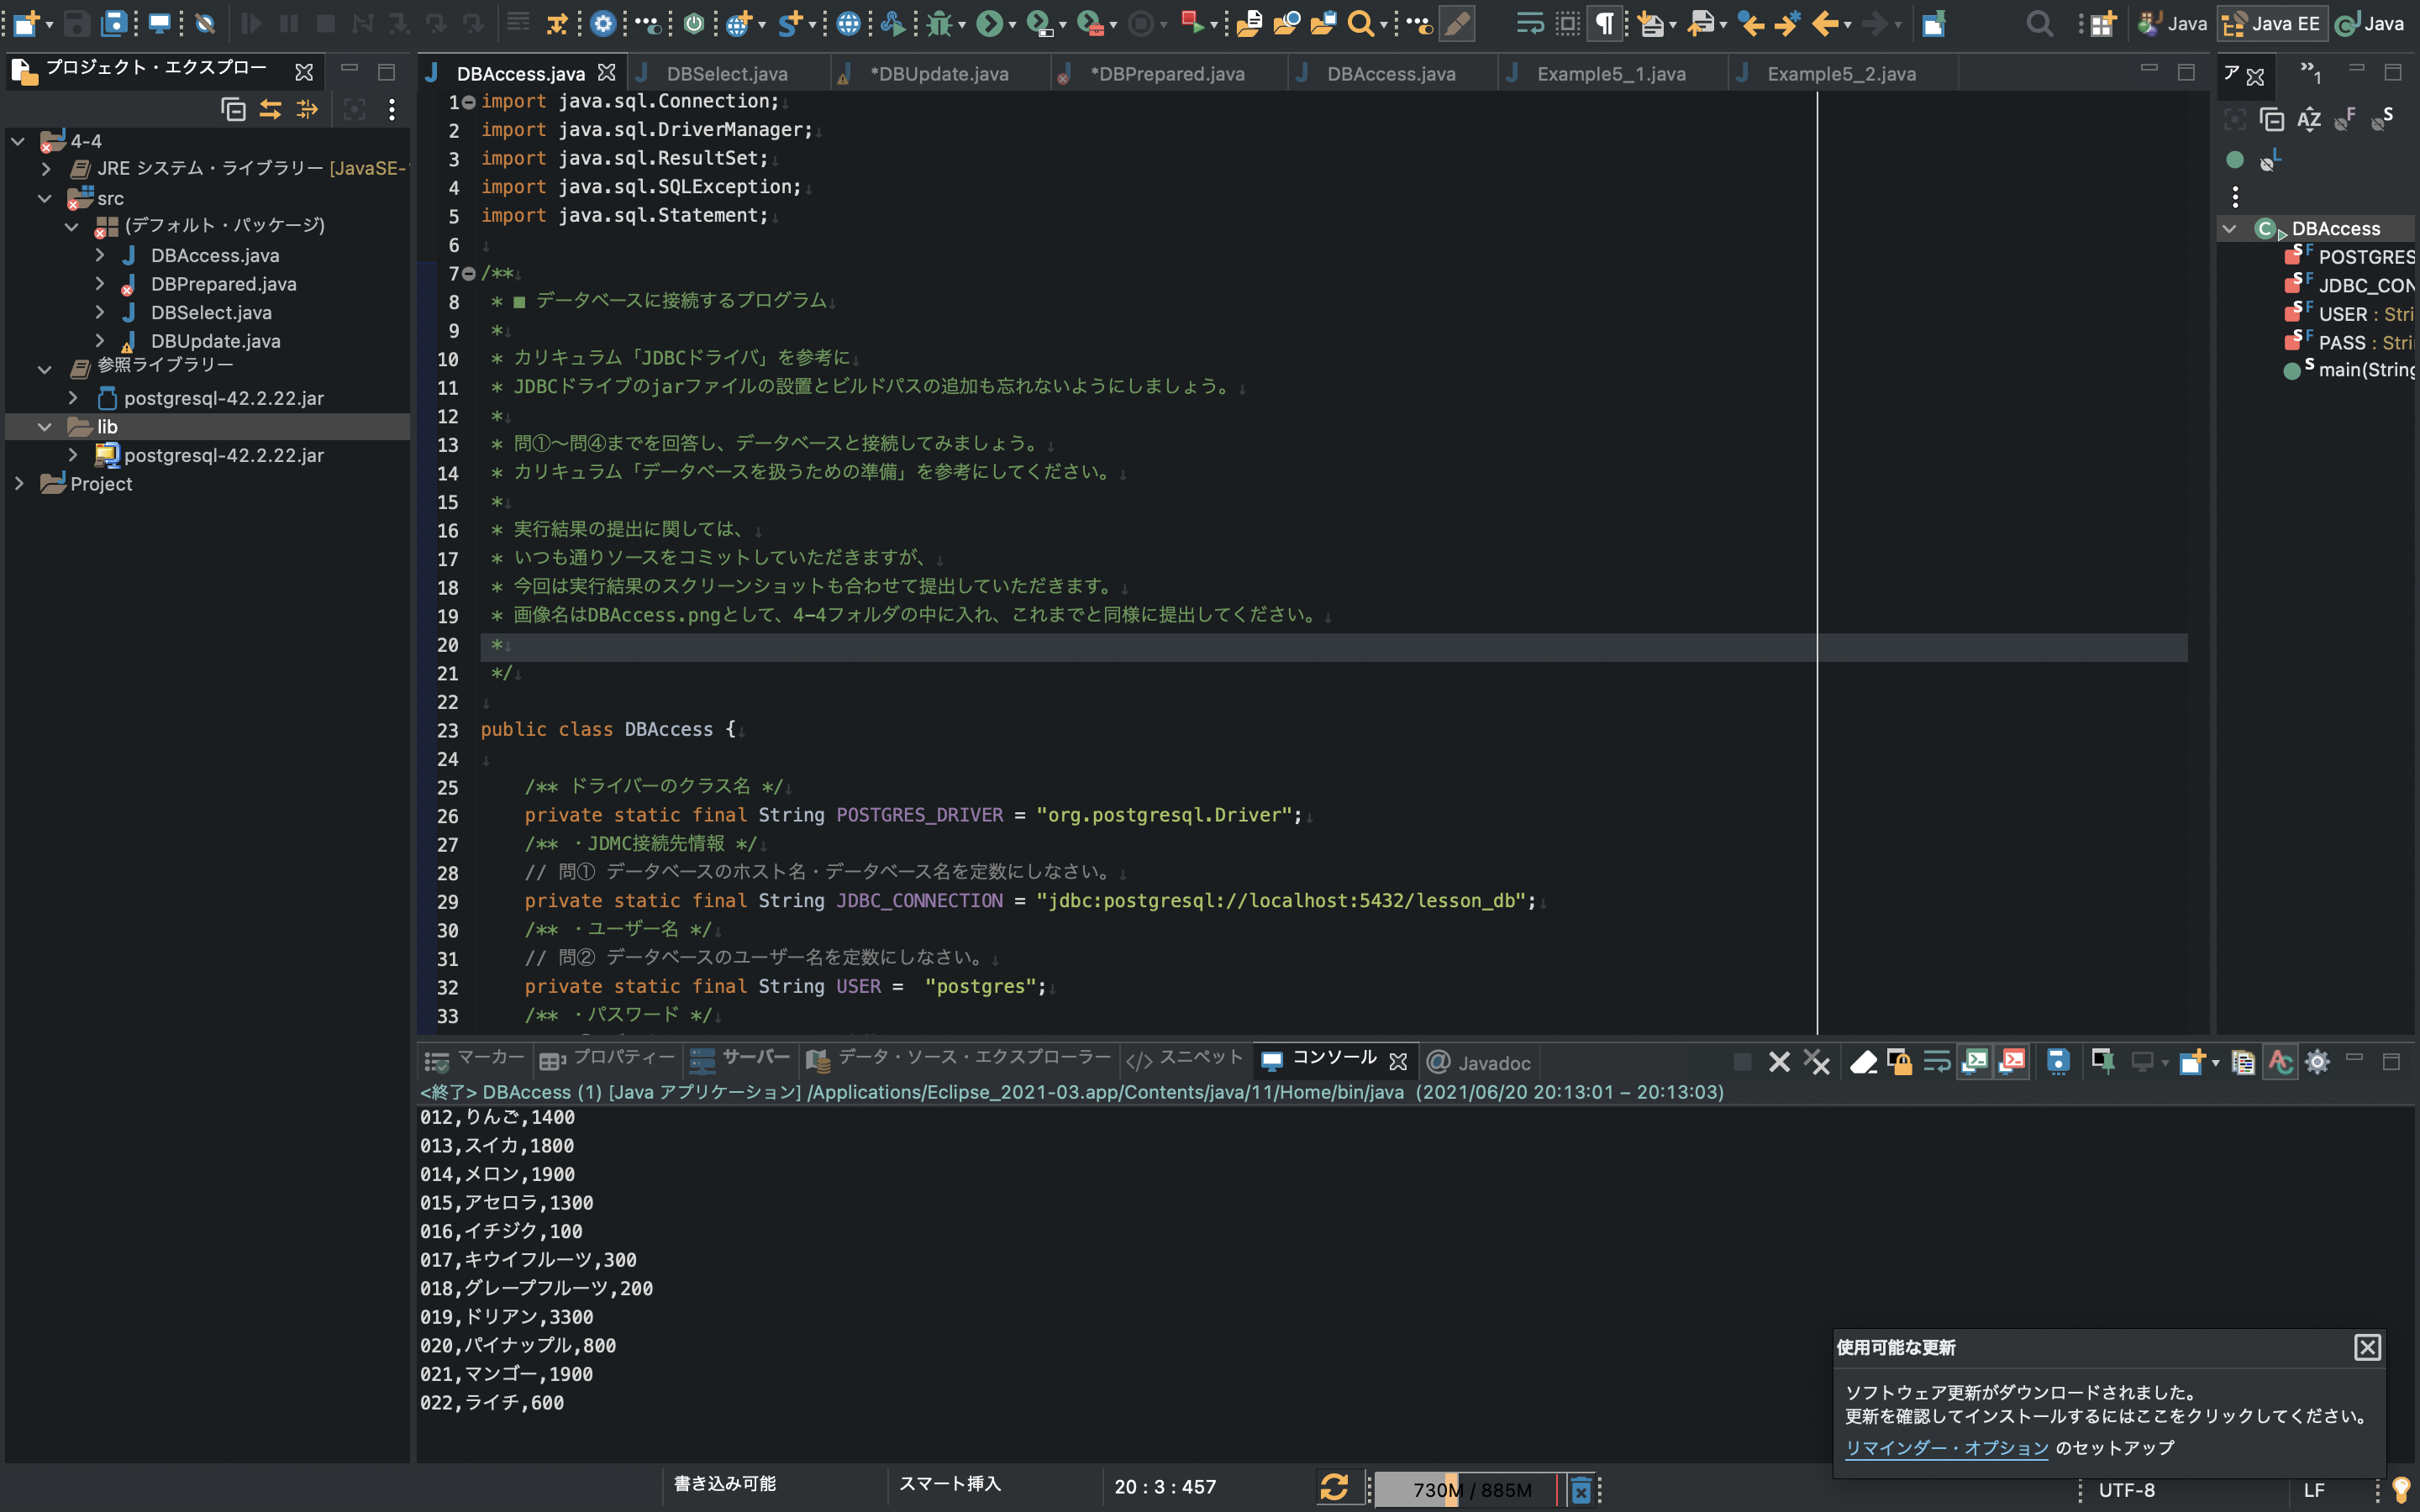 Java
Java EE
Java
プロジェクト・エクスプロー
4-4
JRE システム・ライブラリー [JavaSE-
src
(デフォルト・パッケージ)
DBAccess.java
DBPrepared.java
DBSelect.java
DBUpdate.java
参照ライブラリー
postgresql-42.2.22.jar
lib
postgresql-42.2.22.jar
Project
DBAccess.java
DBSelect.java
*DBUpdate.java
*DBPrepared.java
DBAccess.java
Example5_1.java
Example5_2.java
1 import java.sql.Connection;
2 import java.sql.DriverManager;
3 import java.sql.ResultSet;
4 import java.sql.SQLException;
5 import java.sql.Statement;
6
7 /**
8 * ■ データベースに接続するプログラム
9 *
10 * カリキュラム「JDBCドライバ」を参考に
11 * JDBCドライブのjarファイルの設置とビルドパスの追加も忘れないようにしましょう。
12 *
13 * 問①〜問④までを回答し、データベースと接続してみましょう。
14 * カリキュラム「データベースを扱うための準備」を参考にしてください。
15 *
16 * 実行結果の提出に関しては、
17 * いつも通りソースをコミットしていただきますが、
18 * 今回は実行結果のスクリーンショットも合わせて提出していただきます。
19 * 画像名はDBAccess.pngとして、4−4フォルダの中に入れ、これまでと同様に提出してください。
20 *
21 */
22
23 public class DBAccess {
24
25 /** ドライバーのクラス名 */
26 private static final String POSTGRES_DRIVER = "org.postgresql.Driver";
27 /** ・JDMC接続先情報 */
28 // 問① データベースのホスト名・データベース名を定数にしなさい。
29 private static final String JDBC_CONNECTION = "jdbc:postgresql://localhost:5432/lesson_db";
30 /** ・ユーザー名 */
31 // 問② データベースのユーザー名を定数にしなさい。
32 private static final String USER =  "postgres";
33 /** ・パスワード */
ア
1
AZ
F
S
L
DBAccess
POSTGRES
JDBC_CON
USER : Stri
PASS : Stri
main(String
マーカー
プロパティー
サーバー
データ・ソース・エクスプローラー
スニペット
コンソール
@ Javadoc
<終了> DBAccess (1) [Java アプリケーション] /Applications/Eclipse_2021-03.app/Contents/java/11/Home/bin/java  (2021/06/20 20:13:01 – 20:13:03)
012,りんご,1400
013,スイカ,1800
014,メロン,1900
015,アセロラ,1300
016,イチジク,100
017,キウイフルーツ,300
018,グレープフルーツ,200
019,ドリアン,3300
020,パイナップル,800
021,マンゴー,1900
022,ライチ,600
使用可能な更新
ソフトウェア更新がダウンロードされました。
更新を確認してインストールするにはここをクリックしてください。
リマインダー・オプション のセットアップ
書き込み可能
スマート挿入
20 : 3 : 457
730M / 885M
UTF-8
LF